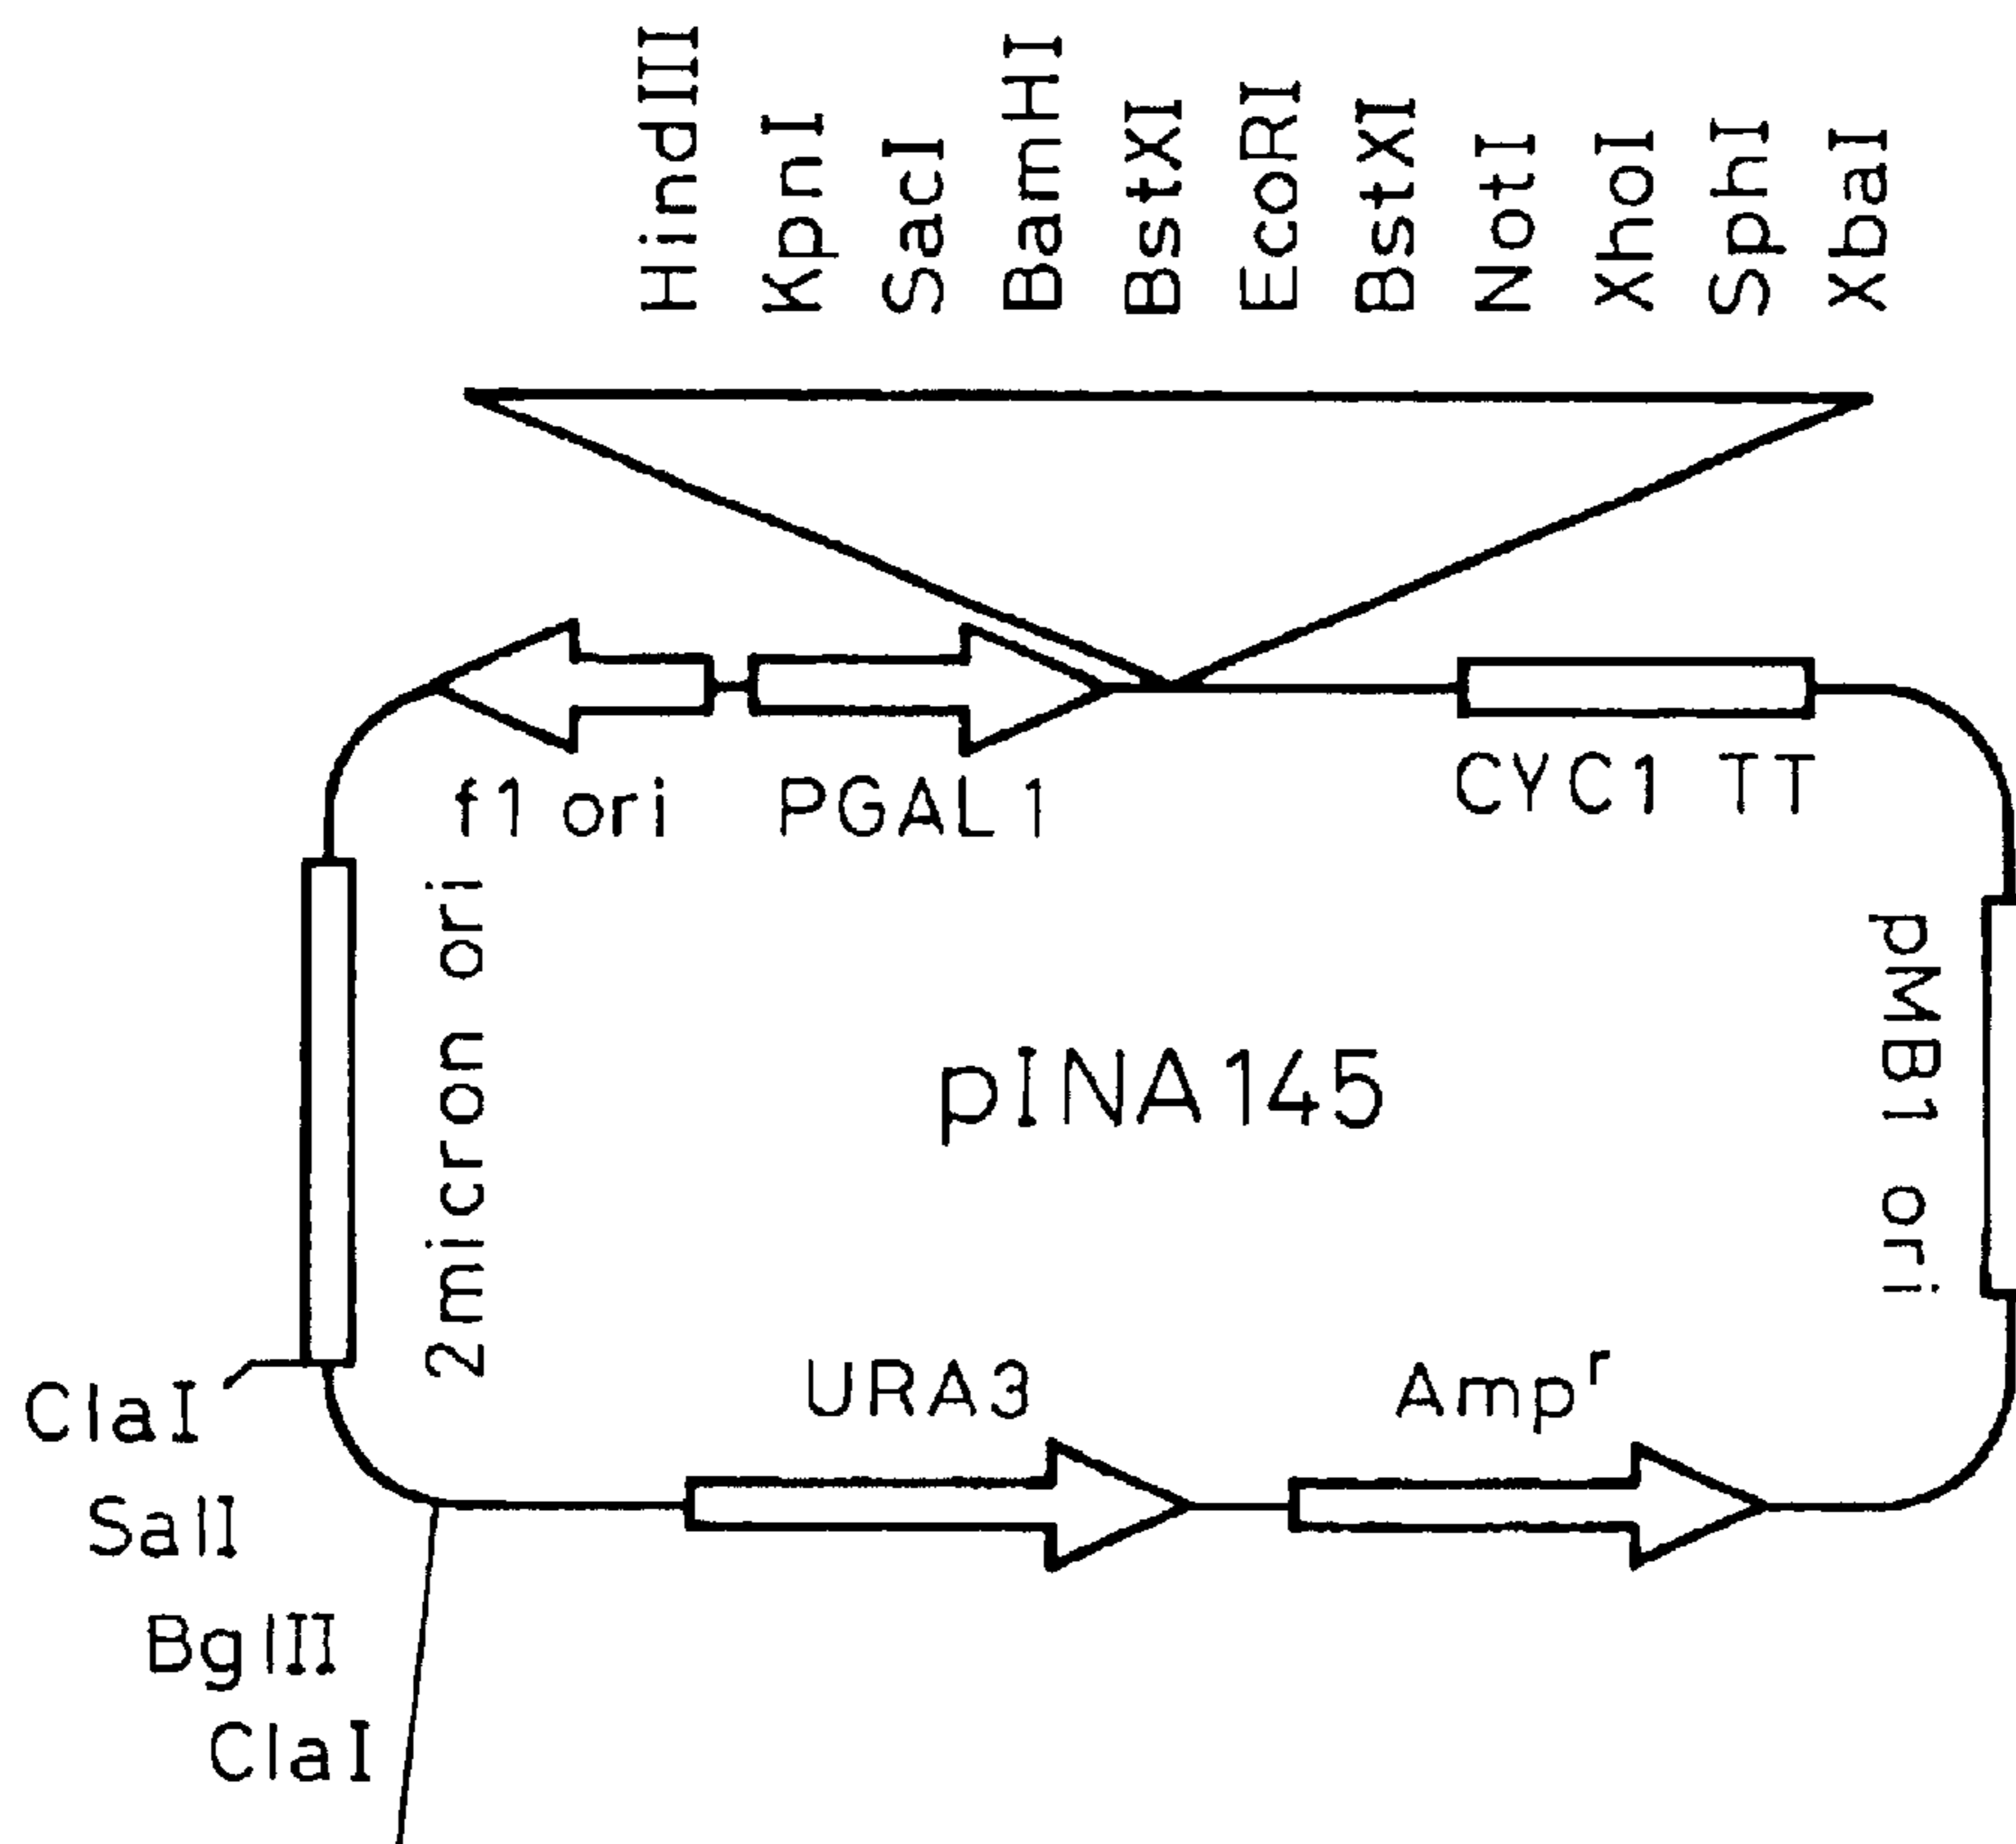 HindIII
KpnI
SacI
BamHI
BstXI
EcoRI
BstXI
NotI
XhoI
SphI
XbaI
f1 ori
PGAL1
CYC1 TT
2micron ori
pINA145
pMB1 ori
URA3
Ampr
ClaI
SalI
BglII
ClaI